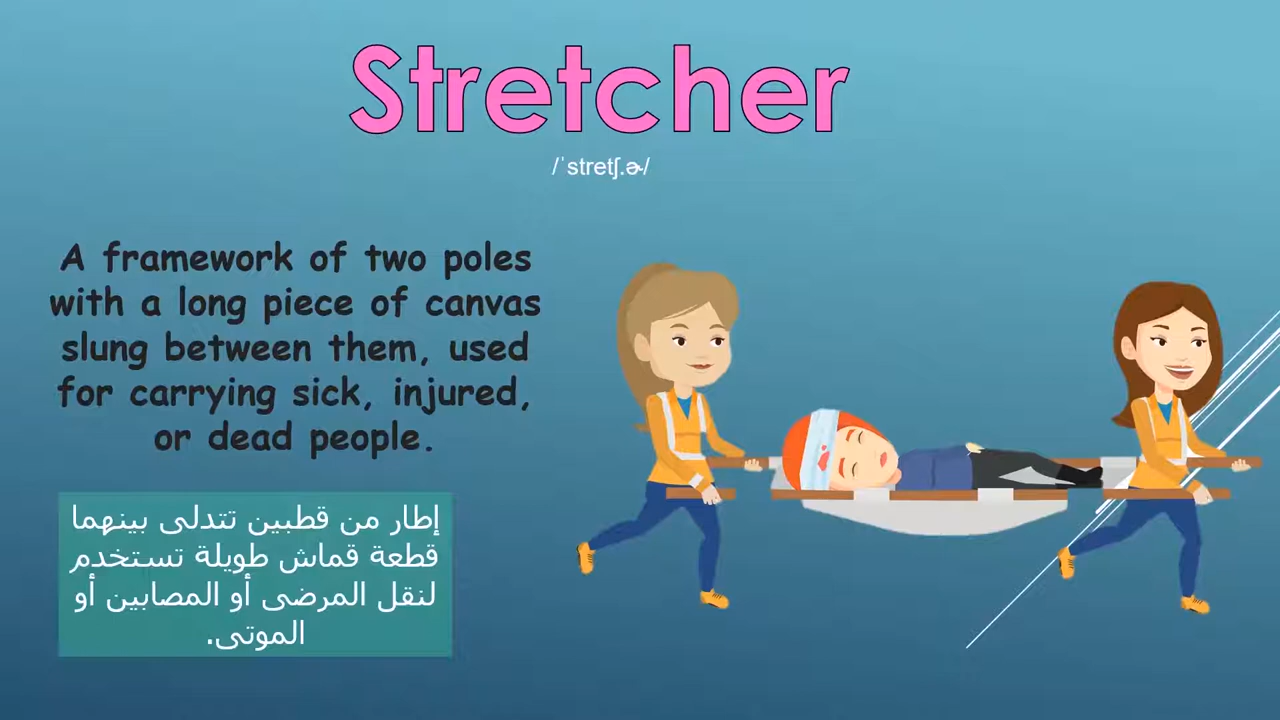 Stretcher
/ˈstretʃ.ɚ/
A framework of two poles
with a long piece of canvas
slung between them, used
for carrying sick, injured,
or dead people.
إطار من قطبين تتدلى بينهما
قطعة قماش طويلة تستخدم
لنقل المرضى أو المصابين أو
الموتى.